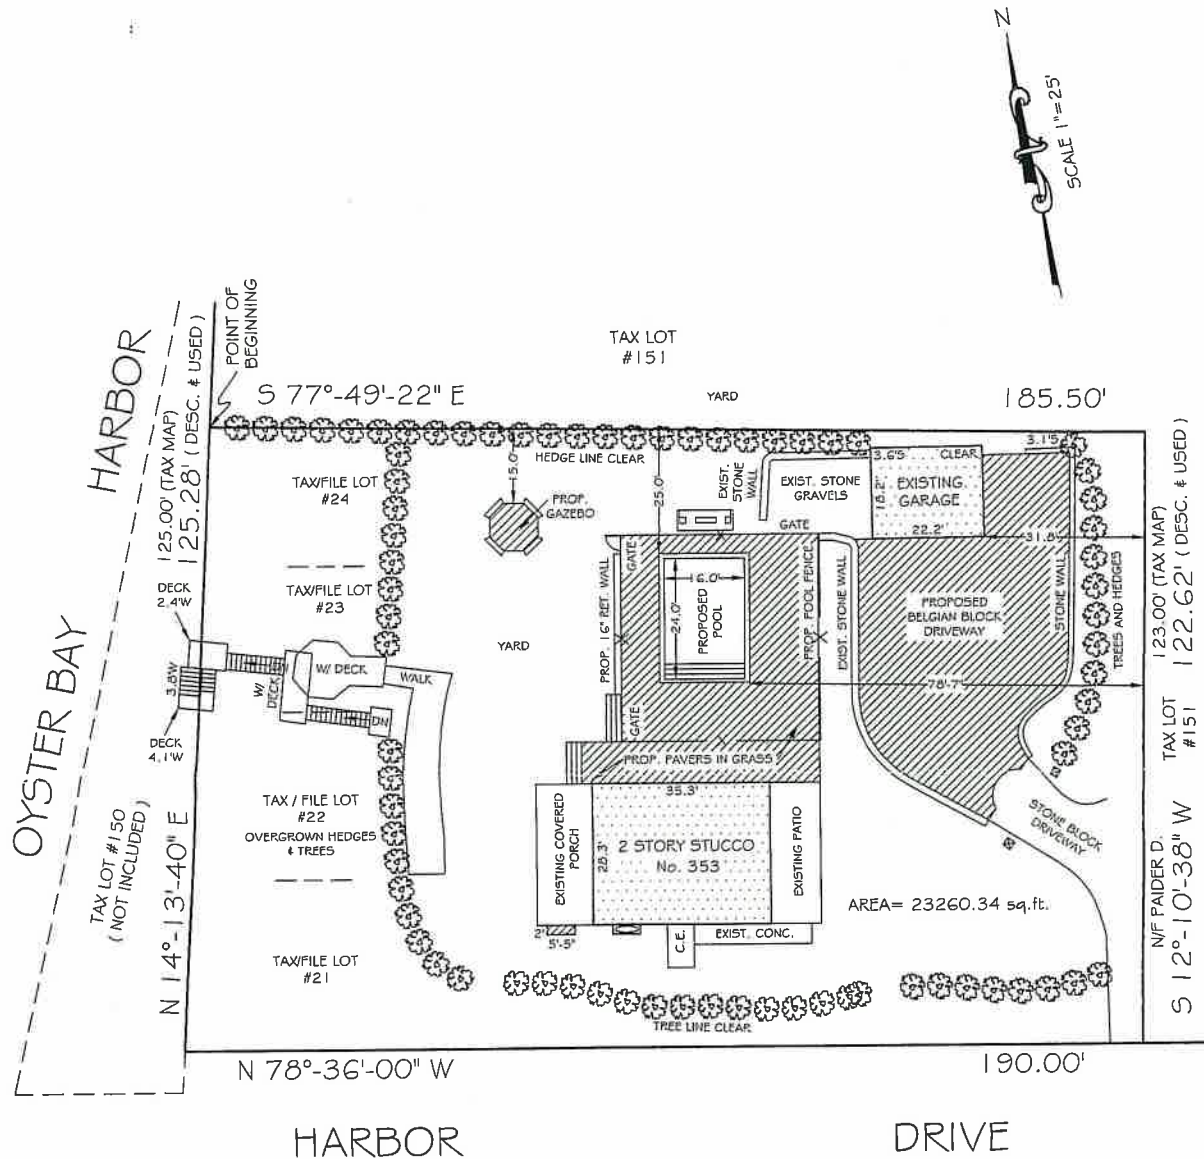 N
SCALE 1"=25'
TAX LOT
#151
YARD
POINT OF
BEGINNING
S 77°-49'-22" E
185.50'
HARBOR
125.00' (TAX MAP)
125.28' ( DESC. & USED )
HEDGE LINE CLEAR
15.0'
25.0'
TAX/FILE LOT
#24
PROP.
GAZEBO
EXIST.
STONE
WALL
EXIST. STONE
GRAVELS
3.6'S
CLEAR
3.1'S
18.2'
EXISTING
GARAGE
22.2'
31.8'
GATE
123.00' (TAX MAP)
122.62' ( DESC. & USED )
DECK
2.4'W
TAX/FILE LOT
#23
YARD
PROP. 16" RET. WALL
GATE
16.0'
24.0'
PROPOSED
POOL
PROP. POOL FENCE
EXIST. STONE WALL
PROPOSED
BELGIAN BLOCK
DRIVEWAY
STONE WALL
TREES AND HEDGES
OYSTER BAY
3.8'W
W/ DECK
W/
DECK
WALK
DN
DECK
4.1'W
GATE
78'-7"
TAX LOT
#151
PROP. PAVERS IN GRASS
35.3'
TAX / FILE LOT
#22
OVERGROWN HEDGES
& TREES
TAX LOT #150
( NOT INCLUDED )
N 14°-13'-40" E
EXISTING COVERED
PORCH
28.3'
2 STORY STUCCO
No. 353
EXISTING PATIO
STONE BLOCK
DRIVEWAY
AREA= 23260.34 sq.ft.
N/F PAIDER D.
S 12°-10'-38" W
2'
5'-5"
C.E.
EXIST. CONC.
TAX/FILE LOT
#21
TREE LINE CLEAR
N 78°-36'-00" W
190.00'
HARBOR DRIVE